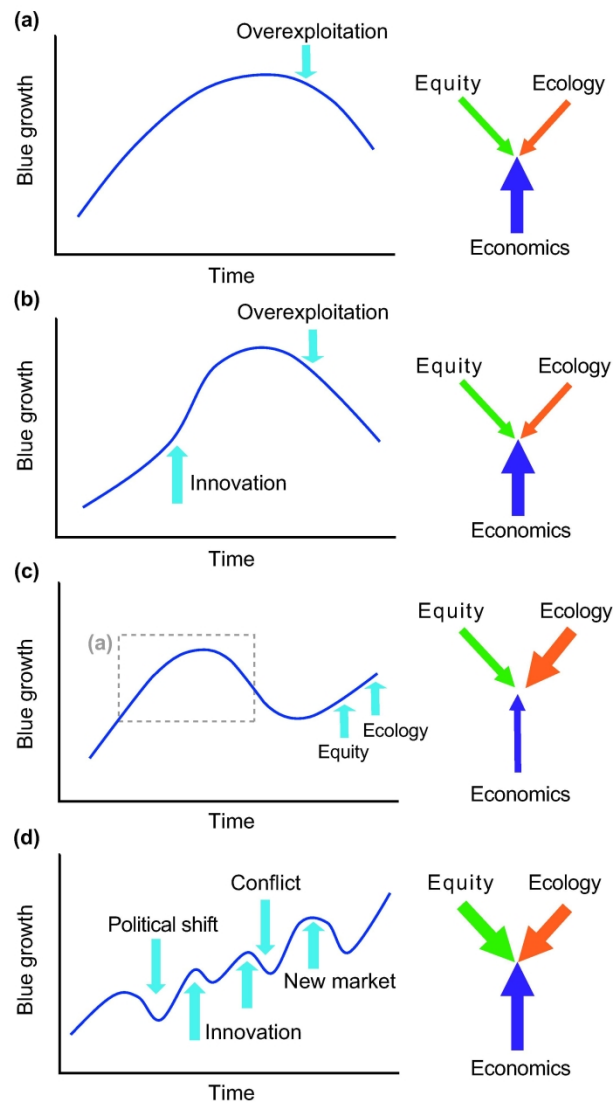 (a)
Overexploitation
Blue growth
Time
Equity
Ecology
Economics
(b)
Overexploitation
Blue growth
Innovation
Time
Equity
Ecology
Economics
(c)
(a)
Blue growth
Equity
Ecology
Time
Equity
Ecology
Economics
(d)
Conflict
Political shift
Blue growth
New market
Innovation
Time
Equity
Ecology
Economics